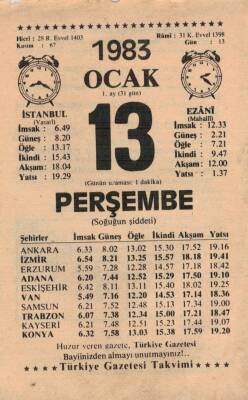 Hicrî : 28 R. Evvel 1403
Kasım : 67
Rûmî : 31 K. Evvel 1398
Gün : 13
1983
OCAK
1. ay (31 gün)
13
İSTANBUL
(Vasatî)
İmsak : 6.49
Güneş : 8.20
Öğle : 13.17
İkindi : 15.43
Akşam : 18.04
Yatsı : 19.29
EZÂNÎ
(Mahallî)
İmsak : 12.33
Güneş : 2.21
Öğle : 7.21
İkindi : 9.47
Akşam : 12.00
Yatsı : 1.37
(Günün uzaması: 1 dakika)
PERŞEMBE
(Soğuğun şiddeti)
Şehirler İmsak Güneş Öğle İkindi Akşam Yatsı
ANKARA 6.33 8.02 13.02 15.30 17.52 19.16
İZMİR 6.54 8.21 13.25 15.57 18.18 19.41
ERZURUM 5.59 7.28 12.28 14.57 17.18 18.42
ADANA 6.20 7.44 12.52 15.29 17.50 19.10
ESKİŞEHİR 6.42 8.11 13.11 15.40 18.02 19.25
VAN 5.49 7.16 12.20 14.53 17.14 18.36
SAMSUN 6.21 7.52 12.48 15.13 17.34 19.00
TRABZON 6.07 7.38 12.34 15.00 17.21 18.47
KAYSERİ 6.21 7.48 12.51 15.23 17.44 19.07
KONYA 6.32 7.58 13.03 15.38 17.59 19.20
Huzur veren gazete, Türkiye Gazetesi
Bayiinizden almayı unutmayınız!..
Türkiye Gazetesi Takvimi